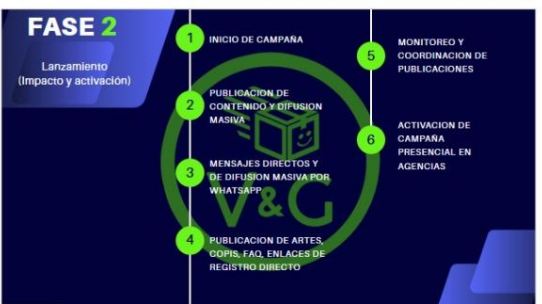 FASE 2
Lanzamiento
(Impacto y activación)
1
INICIO DE CAMPAÑA
2
PUBLICACION DE
CONTENIDO Y DIFUSION
MASIVA
3
MENSAJES DIRECTOS Y
DE DIFUSION MASIVA POR
WHATSAPP
4
PUBLICACION DE ARTES,
COPIS, FAQ, ENLACES DE
REGISTRO DIRECTO
5
MONITOREO Y
COORDINACION DE
PUBLICACIONES
6
ACTIVACION DE
CAMPAÑA
PRESENCIAL EN
AGENCIAS
V&G